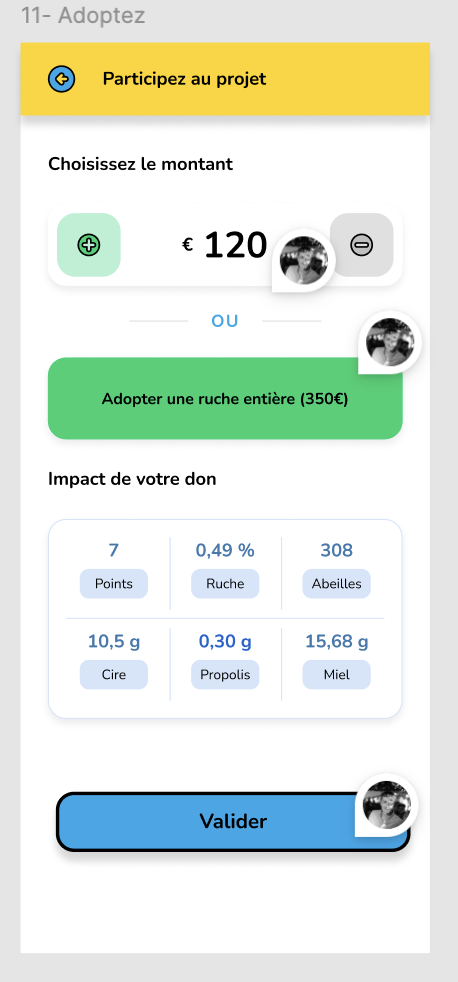 11- Adoptez
Participez au projet
Choisissez le montant
€ 120
OU
Adopter une ruche entière (350€)
Impact de votre don
7 0,49 % 308
Points Ruche Abeilles
10,5 g 0,30 g 15,68 g
Cire Propolis Miel
Valider